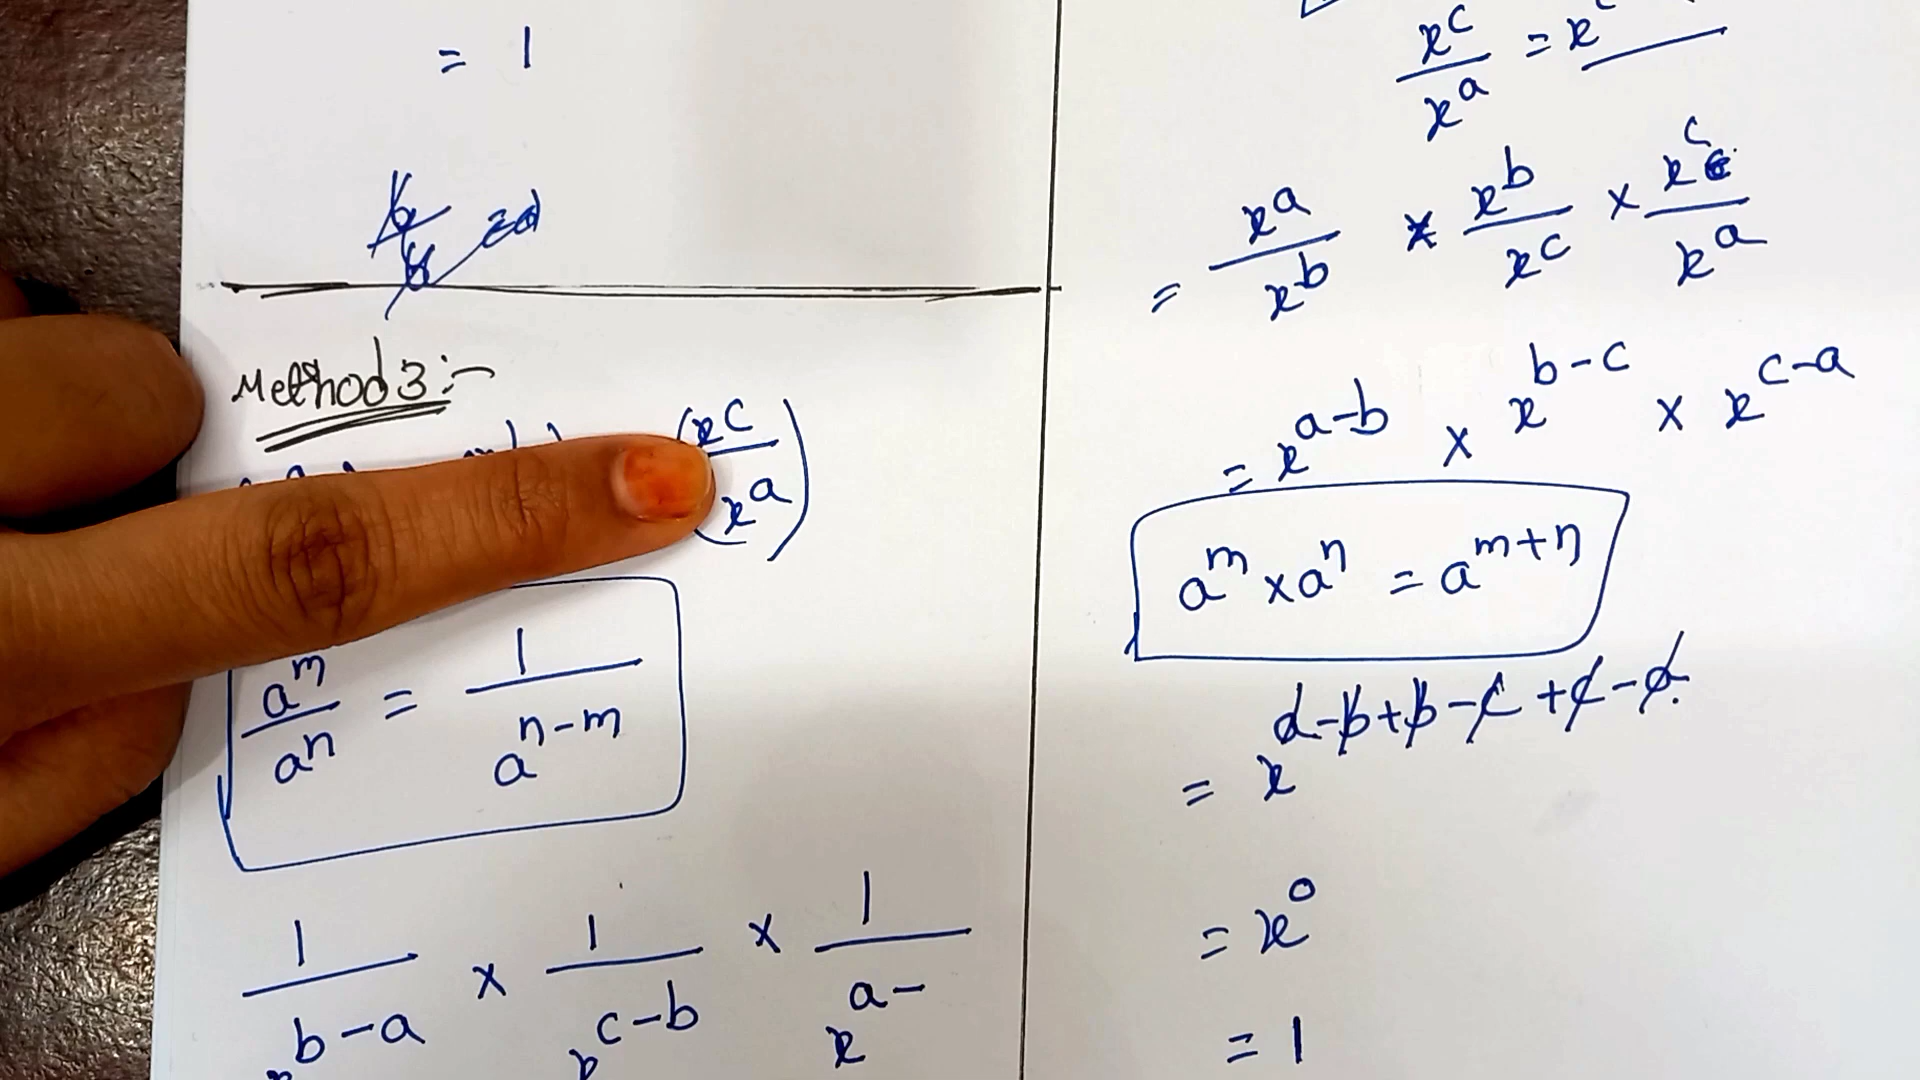 = 1
Method 3:-
x^c
x^a
a^m / a^n = 1 / a^(n-m)
1 / x^(b-a) × 1 / x^(c-b) × 1 / x^(a-
x^c / x^a = x
= x^a / x^b × x^b / x^c × x^c / x^a
= x^(a-b) × x^(b-c) × x^(c-a)
a^m × a^n = a^(m+n)
= x^(a-b+b-c+c-a)
= x^0
= 1